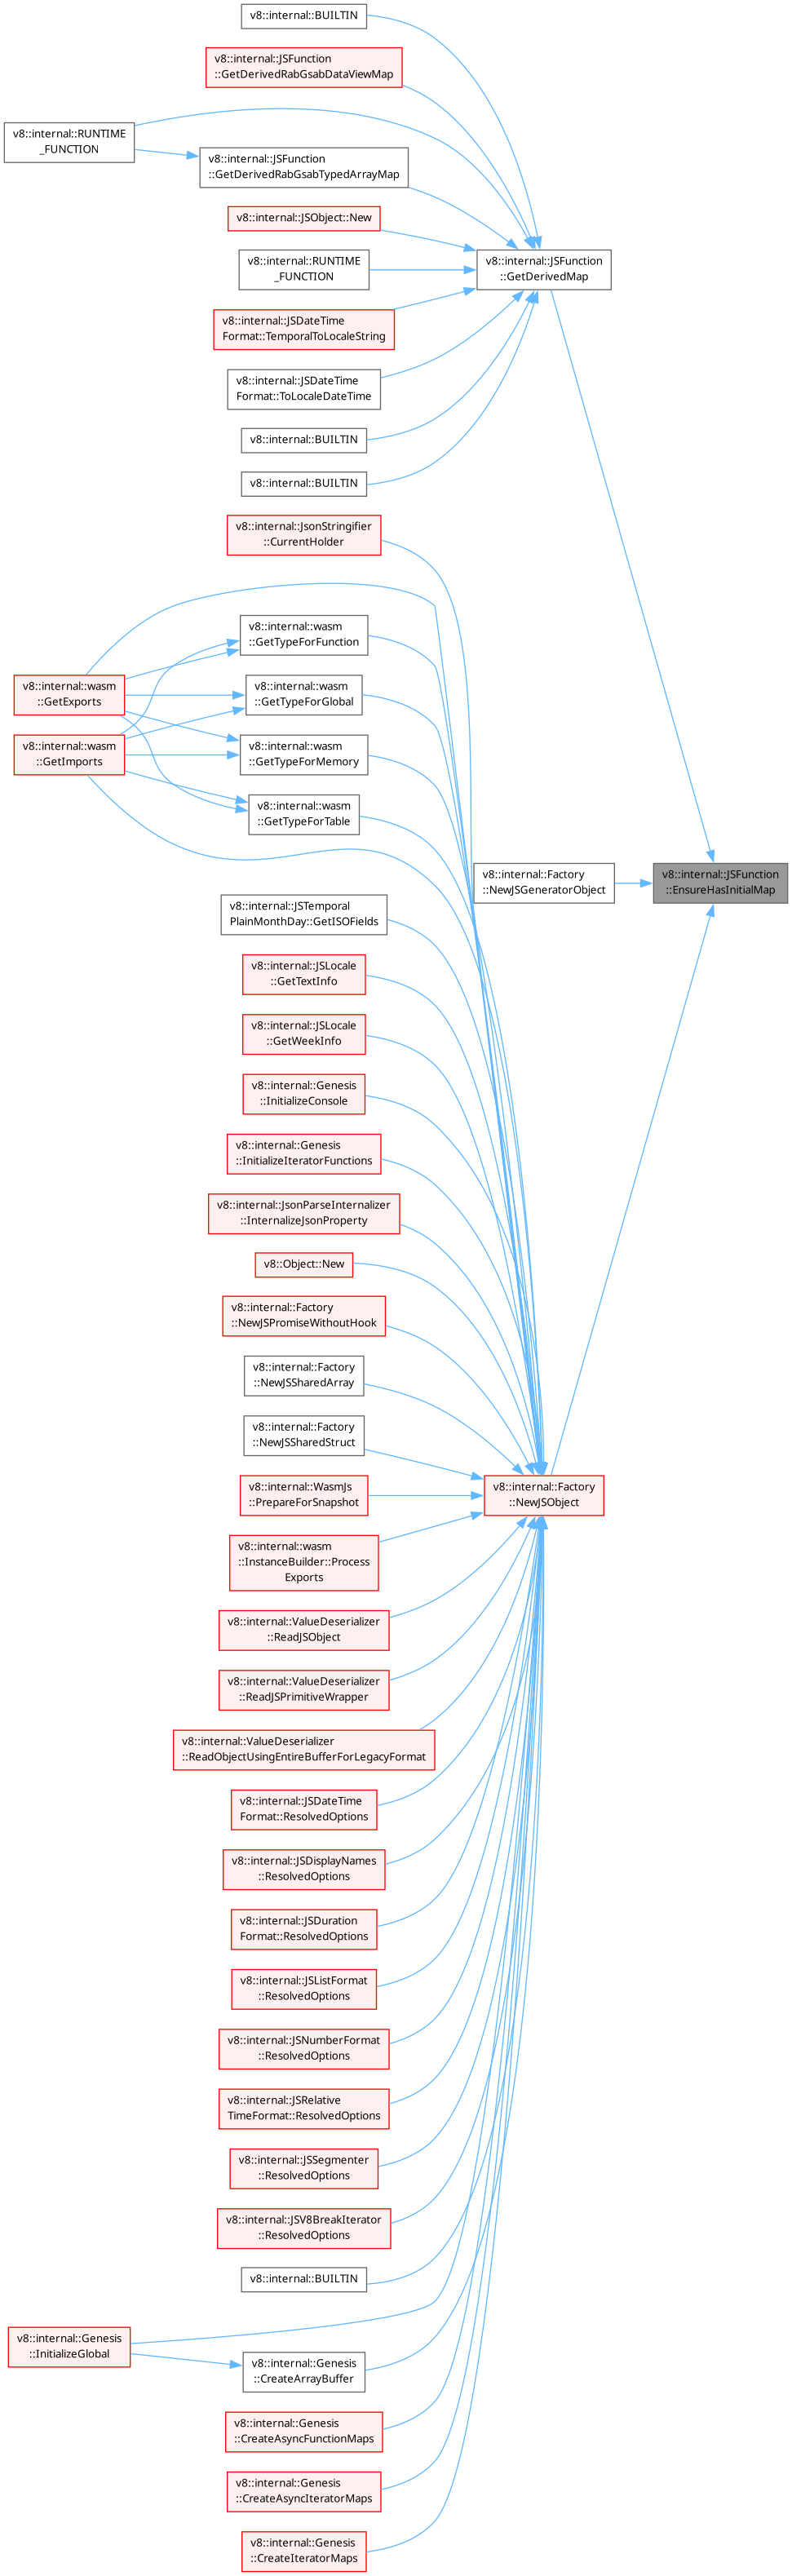 v8::internal::BUILTIN
v8::internal::JSFunction
::GetDerivedRabGsabDataViewMap
v8::internal::RUNTIME
_FUNCTION
v8::internal::JSFunction
::GetDerivedRabGsabTypedArrayMap
v8::internal::JSObject::New
v8::internal::RUNTIME
_FUNCTION
v8::internal::JSFunction
::GetDerivedMap
v8::internal::JSDateTime
Format::TemporalToLocaleString
v8::internal::JSDateTime
Format::ToLocaleDateTime
v8::internal::BUILTIN
v8::internal::BUILTIN
v8::internal::JsonStringifier
::CurrentHolder
v8::internal::wasm
::GetTypeForFunction
v8::internal::wasm
::GetExports
v8::internal::wasm
::GetTypeForGlobal
v8::internal::wasm
::GetImports
v8::internal::wasm
::GetTypeForMemory
v8::internal::wasm
::GetTypeForTable
v8::internal::Factory
::NewJSGeneratorObject
v8::internal::JSFunction
::EnsureHasInitialMap
v8::internal::JSTemporal
PlainMonthDay::GetISOFields
v8::internal::JSLocale
::GetTextInfo
v8::internal::JSLocale
::GetWeekInfo
v8::internal::Genesis
::InitializeConsole
v8::internal::Genesis
::InitializeIteratorFunctions
v8::internal::JsonParseInternalizer
::InternalizeJsonProperty
v8::Object::New
v8::internal::Factory
::NewJSPromiseWithoutHook
v8::internal::Factory
::NewJSSharedArray
v8::internal::Factory
::NewJSSharedStruct
v8::internal::WasmJs
::PrepareForSnapshot
v8::internal::Factory
::NewJSObject
v8::internal::wasm
::InstanceBuilder::Process
Exports
v8::internal::ValueDeserializer
::ReadJSObject
v8::internal::ValueDeserializer
::ReadJSPrimitiveWrapper
v8::internal::ValueDeserializer
::ReadObjectUsingEntireBufferForLegacyFormat
v8::internal::JSDateTime
Format::ResolvedOptions
v8::internal::JSDisplayNames
::ResolvedOptions
v8::internal::JSDuration
Format::ResolvedOptions
v8::internal::JSListFormat
::ResolvedOptions
v8::internal::JSNumberFormat
::ResolvedOptions
v8::internal::JSRelative
TimeFormat::ResolvedOptions
v8::internal::JSSegmenter
::ResolvedOptions
v8::internal::JSV8BreakIterator
::ResolvedOptions
v8::internal::BUILTIN
v8::internal::Genesis
::InitializeGlobal
v8::internal::Genesis
::CreateArrayBuffer
v8::internal::Genesis
::CreateAsyncFunctionMaps
v8::internal::Genesis
::CreateAsyncIteratorMaps
v8::internal::Genesis
::CreateIteratorMaps